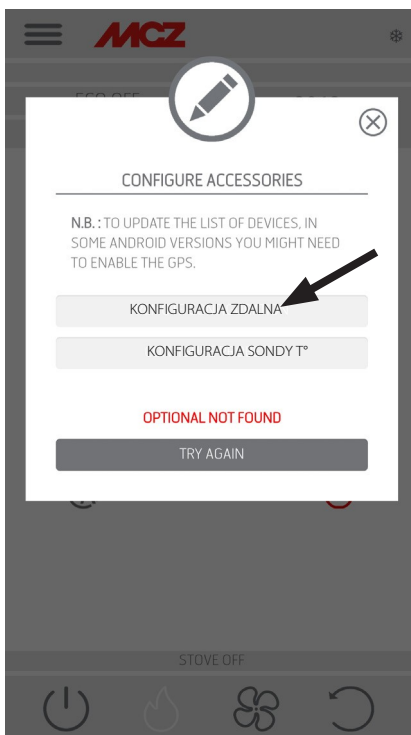 MCZ
CONFIGURE ACCESSORIES
N.B. : TO UPDATE THE LIST OF DEVICES, IN
SOME ANDROID VERSIONS YOU MIGHT NEED
TO ENABLE THE GPS.
KONFIGURACJA ZDALNA
KONFIGURACJA SONDY T°
OPTIONAL NOT FOUND
TRY AGAIN
STOVE OFF